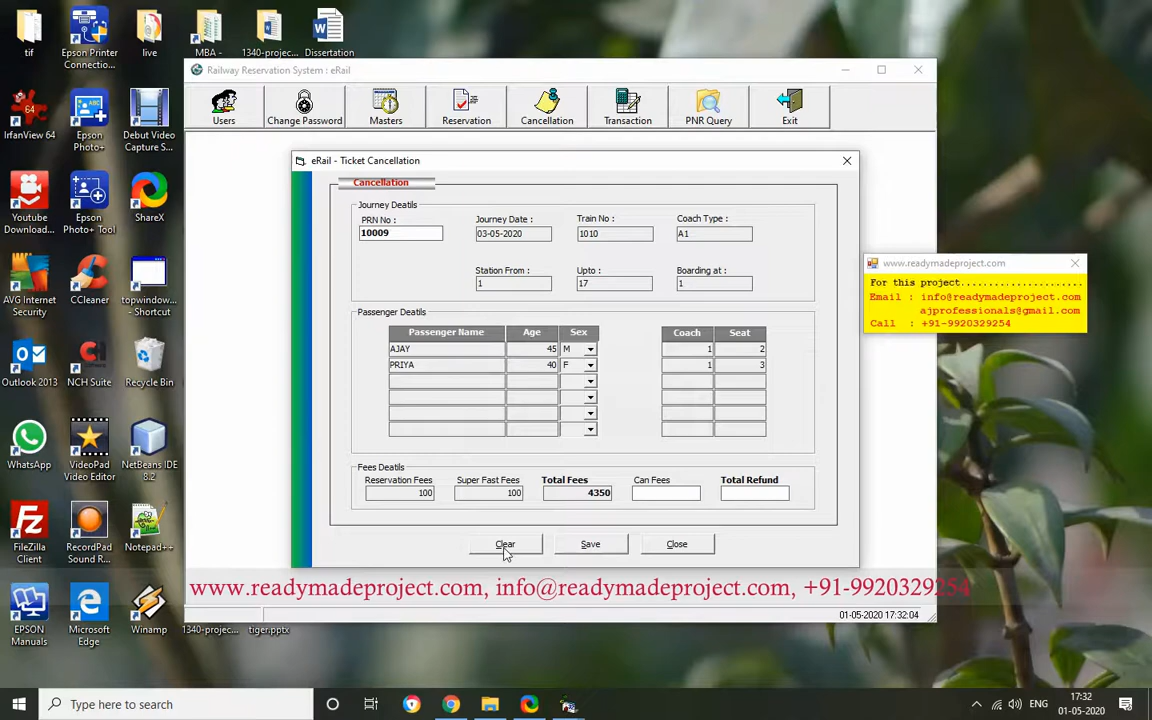 tif
Epson Printer
Connectio...
live
MBA -
1340-projec...
Dissertation
IrfanView 64
Epson
Photo+
Debut Video
Capture S...
Youtube
Download...
Epson
Photo+ Tool
ShareX
AVG Internet
Security
CCleaner
topwindow...
- Shortcut
Outlook 2013
NCH Suite
Recycle Bin
WhatsApp
VideoPad
Video Editor
NetBeans IDE
8.2
FileZilla
Client
RecordPad
Sound R...
Notepad++
EPSON
Manuals
Microsoft
Edge
Winamp
1340-projec...
tiger.pptx
64
Railway Reservation System : eRail
Users
Change Password
Masters
Reservation
Cancellation
Transaction
PNR Query
Exit
eRail - Ticket Cancellation
Cancellation
Journey Deatils
PRN No :
Journey Date :
Train No :
Coach Type :
10009
03-05-2020
1010
A1
Station From :
Upto :
Boarding at :
1
17
1
Passenger Deatils
Passenger Name
Age
Sex
Coach
Seat
AJAY
45
M
1
2
PRIYA
40
F
1
3
Fees Deatils
Reservation Fees
Super Fast Fees
Total Fees
Can Fees
Total Refund
100
100
4350
Clear
Save
Close
www.readymadeproject.com
For this project......................
Email : info@readymadeproject.com
ajprofessionals@gmail.com
Call : +91-9920329254
www.readymadeproject.com, info@readymadeproject.com, +91-9920329254
01-05-2020 17:32:04
Type here to search
ENG
17:32
01-05-2020